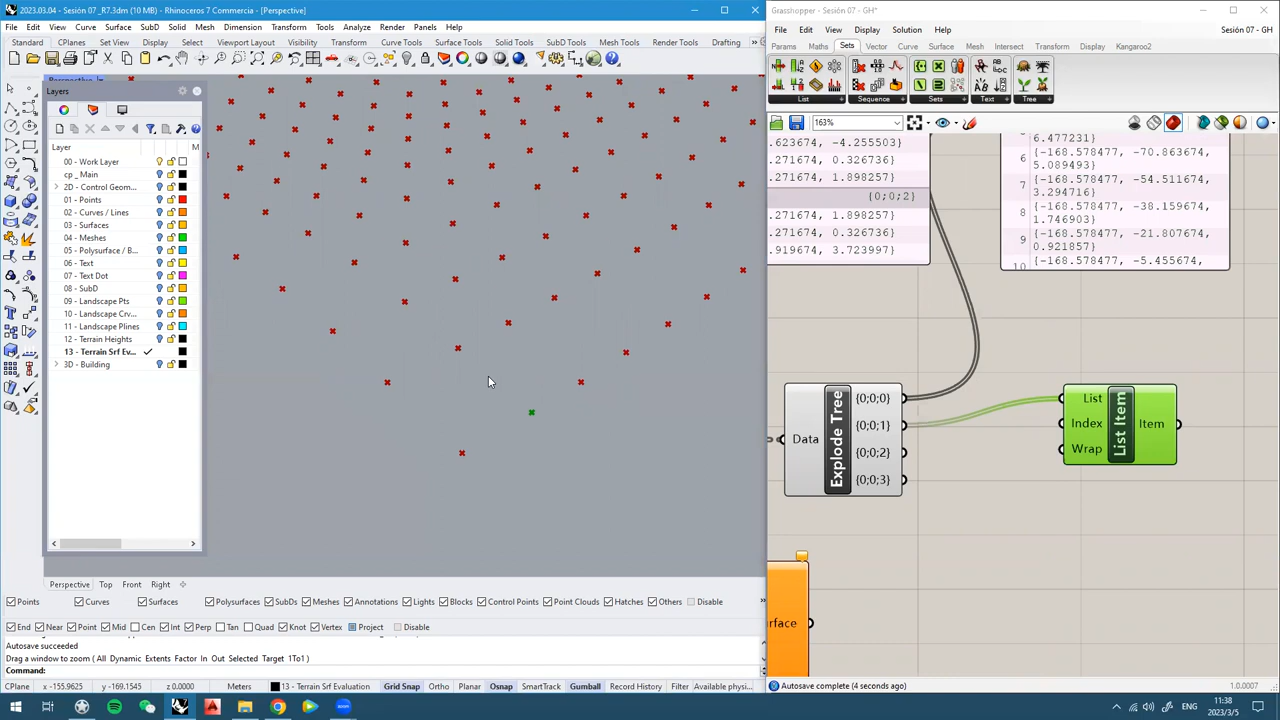 2023.03.04 - Sesión 07 _R7.3dm (10 MB) - Rhinoceros 7 Commercia - [Perspective]
File Edit View Curve Surface SubD Solid Mesh Dimension Transform Tools Analyze Render Panels Help
Standard CPlanes Set View Display Select Viewport Layout Visibility Transform Curve Tools Surface Tools Solid Tools SubD Tools Mesh Tools Render Tools Drafting
Perspective
Layers
Layer M
00 - Work Layer
cp _ Main
2D - Control Geom...
01 - Points
02 - Curves / Lines
03 - Surfaces
04 - Meshes
05 - Polysurface / B...
06 - Text
07 - Text Dot
08 - SubD
09 - Landscape Pts
10 - Landscape Crv...
11 - Landscape Plines
12 - Terrain Heights
13 - Terrain Srf Ev...
3D - Building
Perspective Top Front Right
Points Curves Surfaces Polysurfaces SubDs Meshes Annotations Lights Blocks Control Points Point Clouds Hatches Others Disable
End Near Point Mid Cen Int Perp Tan Quad Knot Vertex Project Disable
Autosave succeeded
Drag a window to zoom ( All Dynamic Extents Factor In Out Selected Target 1To1 )
Command:
CPlane x -155.9625 y -169.1545 z 0.0000 Meters 13 - Terrain Srf Evaluation Grid Snap Ortho Planar Osnap SmartTrack Gumball Record History Filter Available physi...
Grasshopper - Sesión 07 - GH*
File Edit View Display Solution Help Sesión 07 - GH
Params Maths Sets Vector Curve Surface Mesh Intersect Transform Display Kangaroo2
List Sequence Sets Text Tree
163%
.623640, -4.255503}
.271674, 0.326736}
.271674, 1.898257}
{0;0;2}
.271674, 1.898257}
.271674, 0.326736}
.919674, 3.723997}
6.477231}
6 {-168.578477, -70.863674,
5.089493}
7 {-168.578477, -54.511674,
3.294716}
8 {-168.578477, -38.159674,
1.746903}
9 {-168.578477, -21.807674,
0.921857}
10 {-168.578477, -5.455674,
Data
Explode Tree
{0;0;0}
{0;0;1}
{0;0;2}
{0;0;3}
List
Index
Wrap
List Item
Item
urface
Autosave complete (4 seconds ago) 1.0.0007
ENG
11:38
2023/3/5